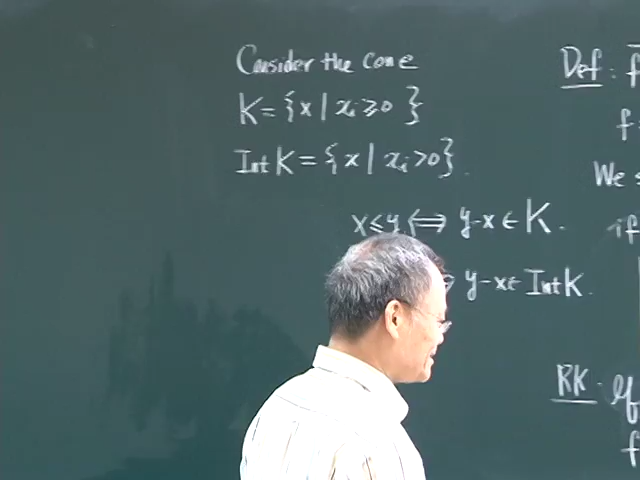 Consider the cone
K = {x | xᵢ ≥ 0 }
Int K = {x | xᵢ > 0}.
x ≤ y ⟺ y - x ∈ K.
y - x ∈ Int K.
Def :
f
We
if
RK.
f